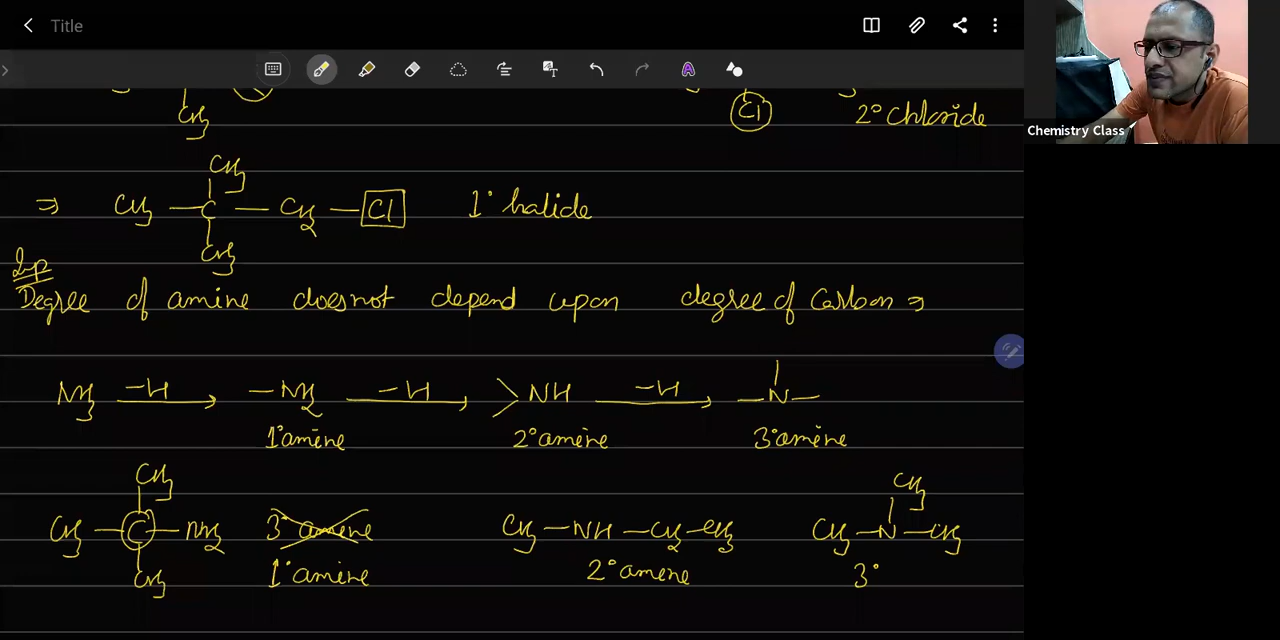 Title
CH3
Cl
2° Chloride
Chemistry Class
CH3
⇒ CH3 — C — CH2 — Cl 1° halide
CH3
Imp
Degree of amine doesnot depend upon degree of Carbon ⇒
NH3 —H→ —NH2 —H→ >NH —H→ —N—
1° amine 2° amine 3° amine
CH3 CH3
CH3 — C — NH2 3° amine CH3 — NH — CH2 — CH3 CH3 — N — CH3
CH3 1° amine 2° amine 3°